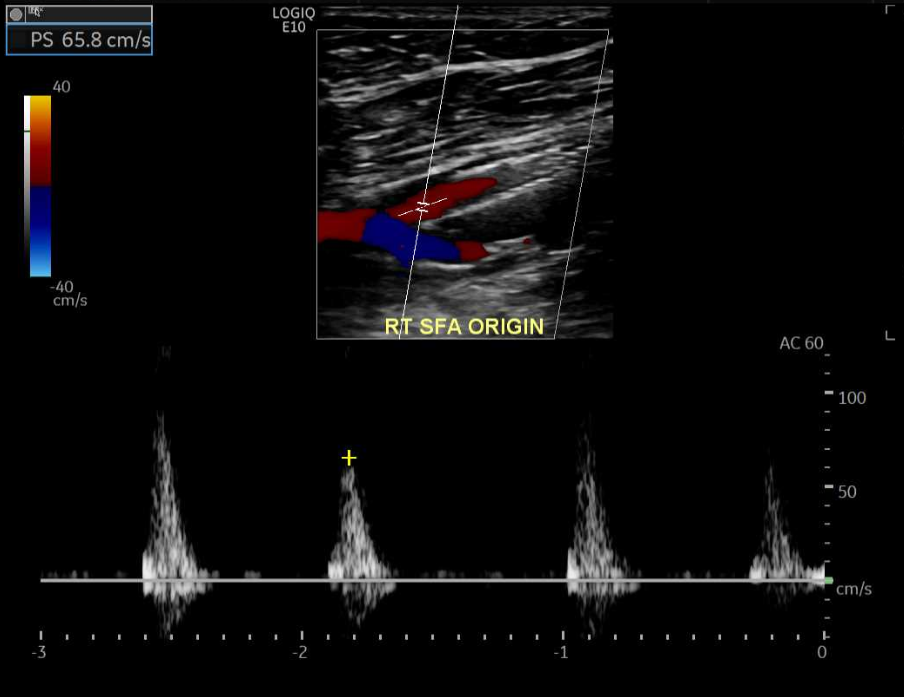 LOGIQ
E10
PS 65.8 cm/s
40
-40
cm/s
RT SFA ORIGIN
AC 60
100
50
cm/s
-3
-2
-1
0